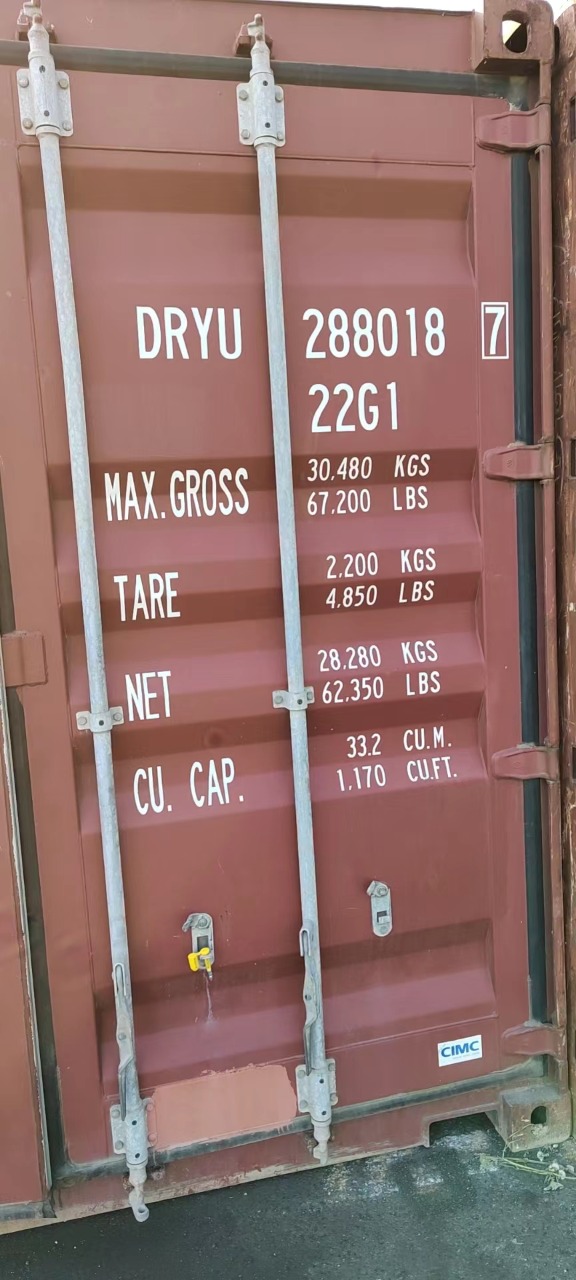 DRYU 288018 7
22G1
MAX.GROSS 30,480 KGS
67,200 LBS
TARE 2,200 KGS
4,850 LBS
NET 28,280 KGS
62,350 LBS
CU. CAP. 33.2 CU.M.
1,170 CU.FT.
CIMC